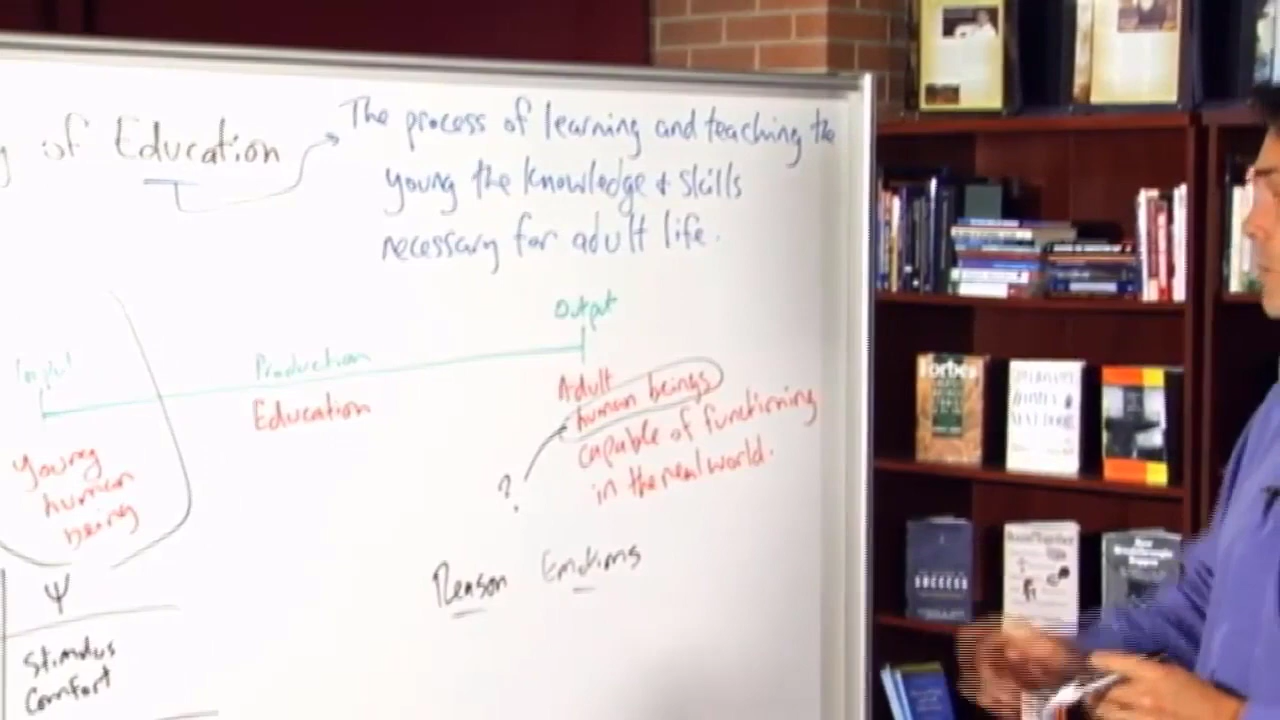 of Education
The process of learning and teaching the
young the knowledge & skills
necessary for adult life.
Output
Input
Production
Education
Adult
human beings
capable of functioning
in the real world.
Young
human
being
?
Reason Emotions
Ψ
Stimulus
Comfort
Forbes
SUCCESS